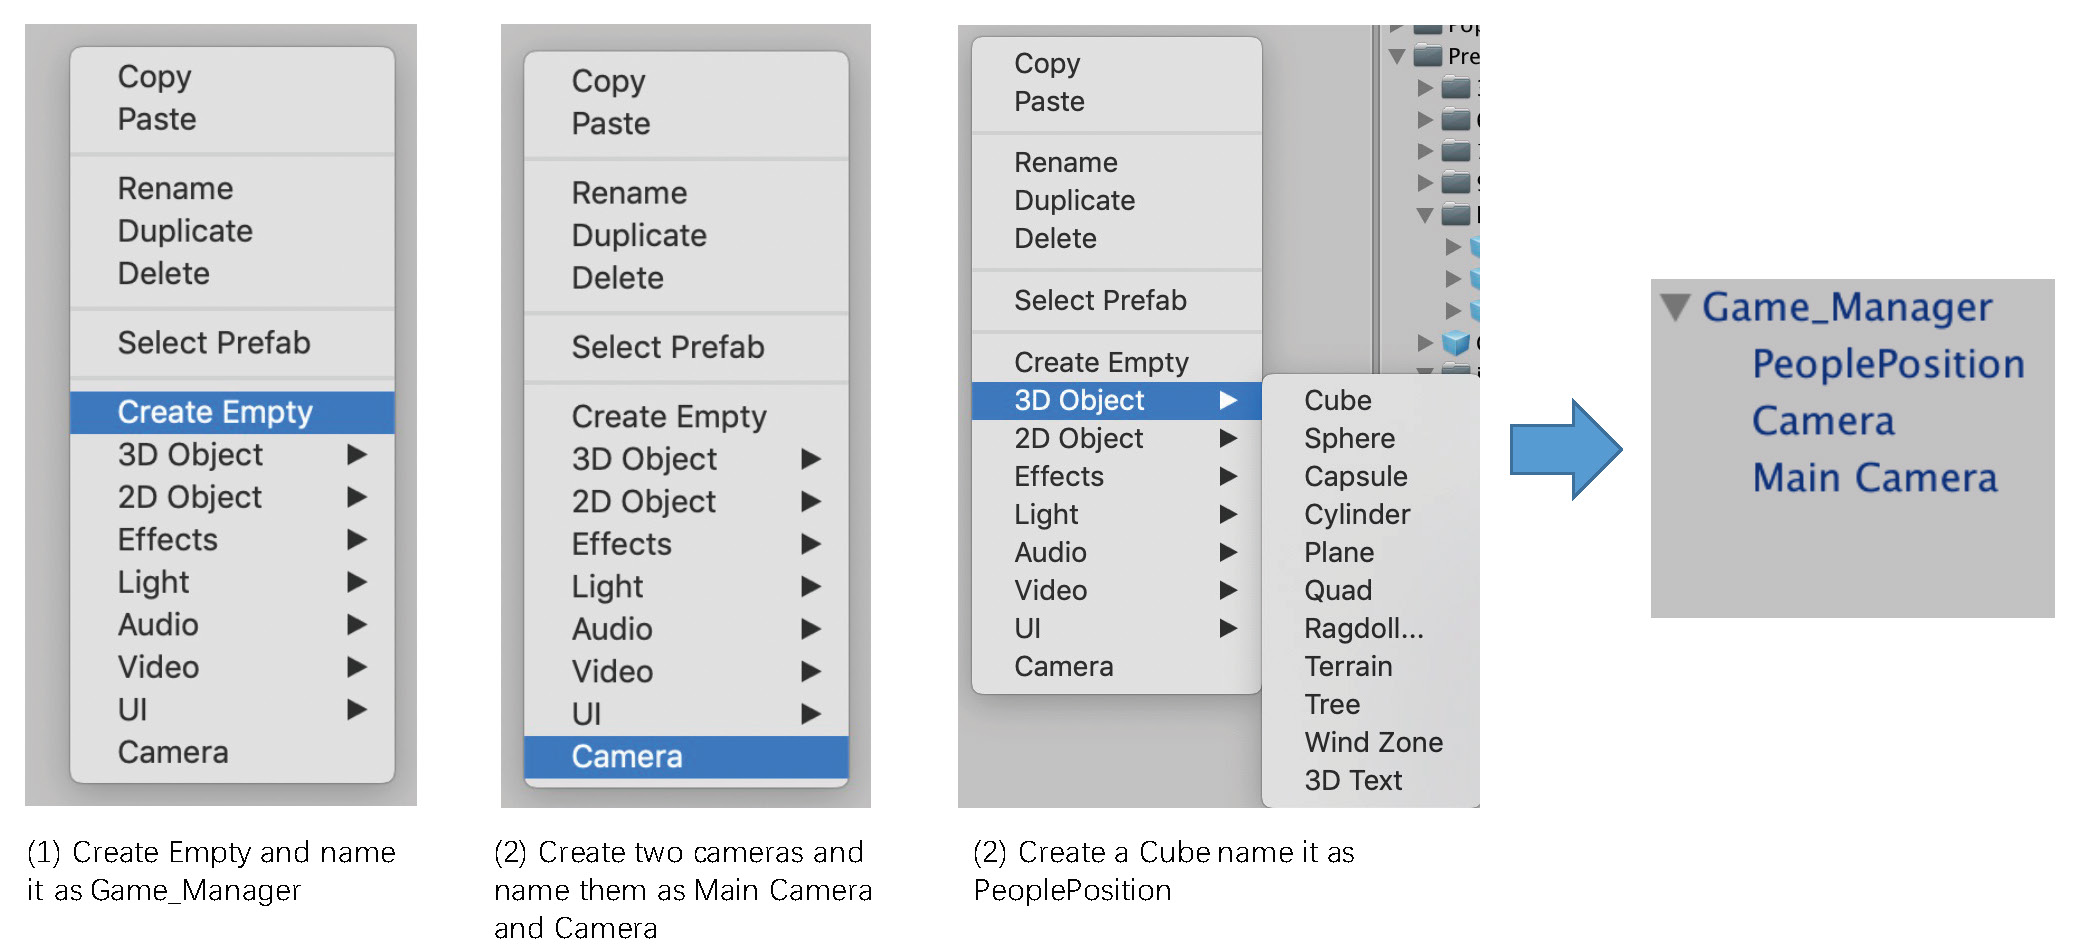 Copy
Paste
Rename
Duplicate
Delete
Select Prefab
Create Empty
3D Object
2D Object
Effects
Light
Audio
Video
UI
Camera
(1) Create Empty and name
it as Game_Manager
Copy
Paste
Rename
Duplicate
Delete
Select Prefab
Create Empty
3D Object
2D Object
Effects
Light
Audio
Video
UI
Camera
(2) Create two cameras and
name them as Main Camera
and Camera
Copy
Paste
Rename
Duplicate
Delete
Select Prefab
Create Empty
3D Object
2D Object
Effects
Light
Audio
Video
UI
Camera
Cube
Sphere
Capsule
Cylinder
Plane
Quad
Ragdoll...
Terrain
Tree
Wind Zone
3D Text
Pre
(2) Create a Cube name it as
PeoplePosition
Game_Manager
PeoplePosition
Camera
Main Camera